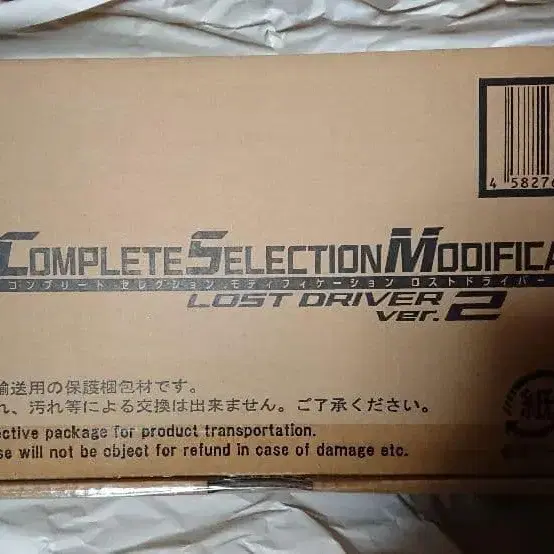 4 5827
COMPLETE SELECTION MODIFICA
コンプリート セレクション モディフィケーション ロストドライバー
LOST DRIVER
ver. 2
輸送用の保護梱包材です。
れ、汚れ等による交換は出来ません。ご了承ください。
紙
ective package for product transportation.
se will not be object for refund in case of damage etc.